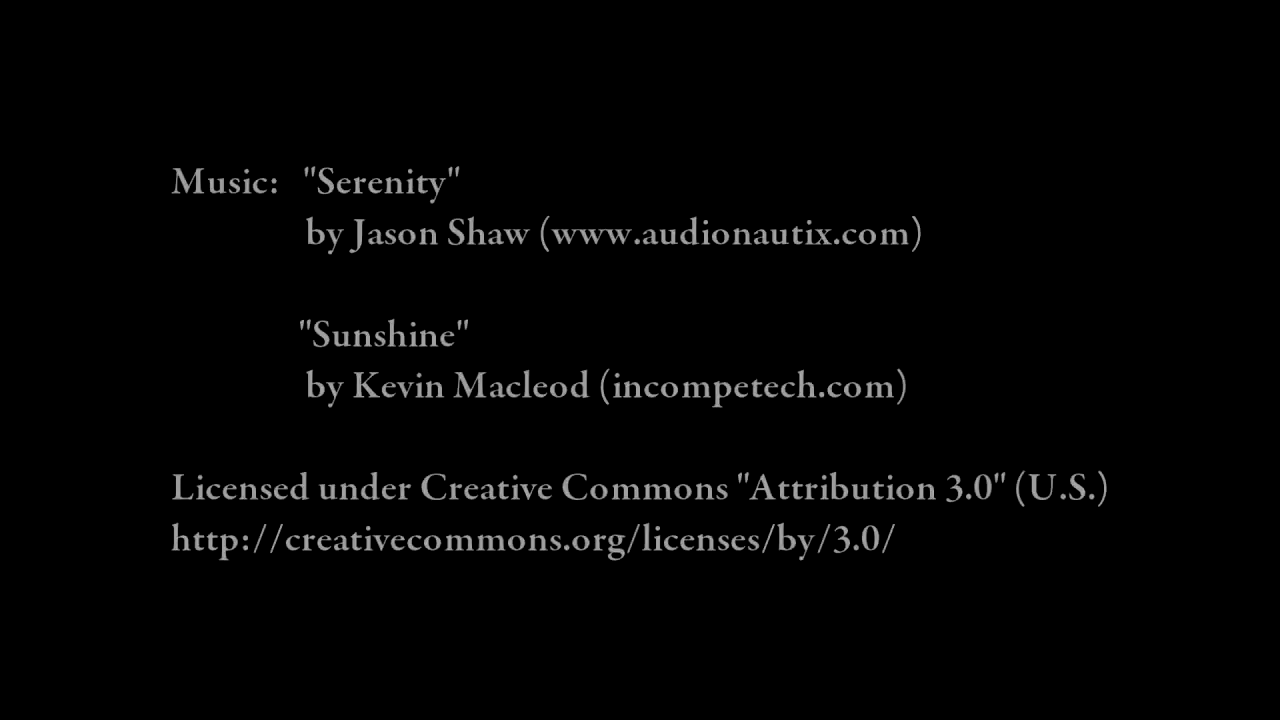 Music: "Serenity"
by Jason Shaw (www.audionautix.com)
"Sunshine"
by Kevin Macleod (incompetech.com)
Licensed under Creative Commons "Attribution 3.0" (U.S.)
http://creativecommons.org/licenses/by/3.0/